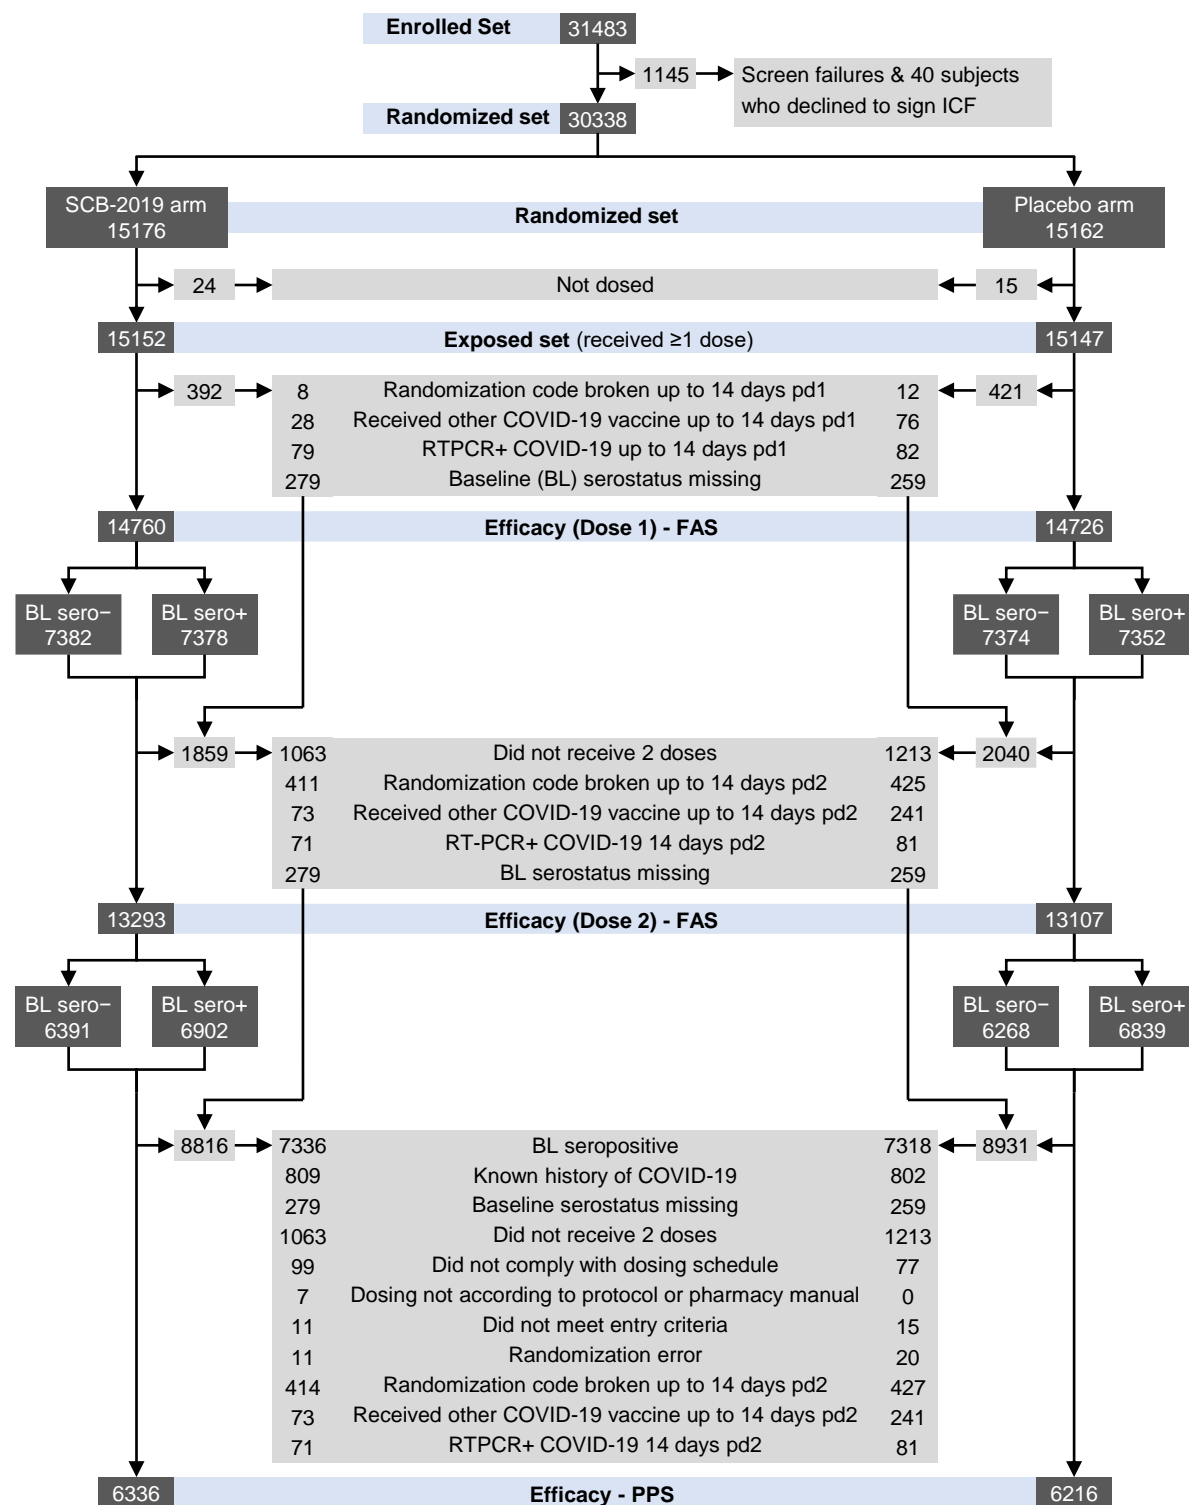 Enrolled Set 31483
1145 Screen failures & 40 subjects
who declined to sign ICF
Randomized set 30338
SCB-2019 arm
15176
Randomized set
Placebo arm
15162
24 Not dosed 15
15152 Exposed set (received ≥1 dose) 15147
392 8 Randomization code broken up to 14 days pd1 12 421
28 Received other COVID-19 vaccine up to 14 days pd1 76
79 RTPCR+ COVID-19 up to 14 days pd1 82
279 Baseline (BL) serostatus missing 259
14760 Efficacy (Dose 1) - FAS 14726
BL sero−
7382
BL sero+
7378
BL sero−
7374
BL sero+
7352
1859 1063 Did not receive 2 doses 1213 2040
411 Randomization code broken up to 14 days pd2 425
73 Received other COVID-19 vaccine up to 14 days pd2 241
71 RT-PCR+ COVID-19 14 days pd2 81
279 BL serostatus missing 259
13293 Efficacy (Dose 2) - FAS 13107
BL sero−
6391
BL sero+
6902
BL sero−
6268
BL sero+
6839
8816 7336 BL seropositive 7318 8931
809 Known history of COVID-19 802
279 Baseline serostatus missing 259
1063 Did not receive 2 doses 1213
99 Did not comply with dosing schedule 77
7 Dosing not according to protocol or pharmacy manual 0
11 Did not meet entry criteria 15
11 Randomization error 20
414 Randomization code broken up to 14 days pd2 427
73 Received other COVID-19 vaccine up to 14 days pd2 241
71 RTPCR+ COVID-19 14 days pd2 81
6336 Efficacy - PPS 6216